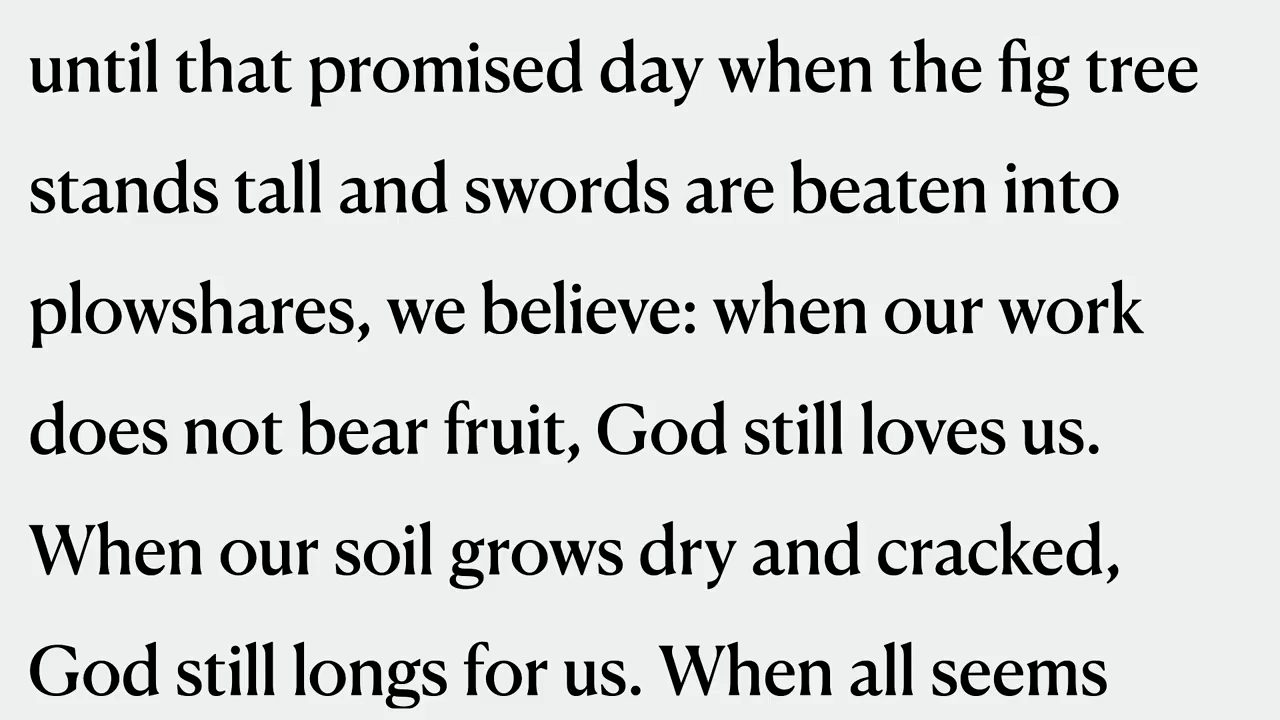 until that promised day when the fig tree
stands tall and swords are beaten into
plowshares, we believe: when our work
does not bear fruit, God still loves us.
When our soil grows dry and cracked,
God still longs for us. When all seems